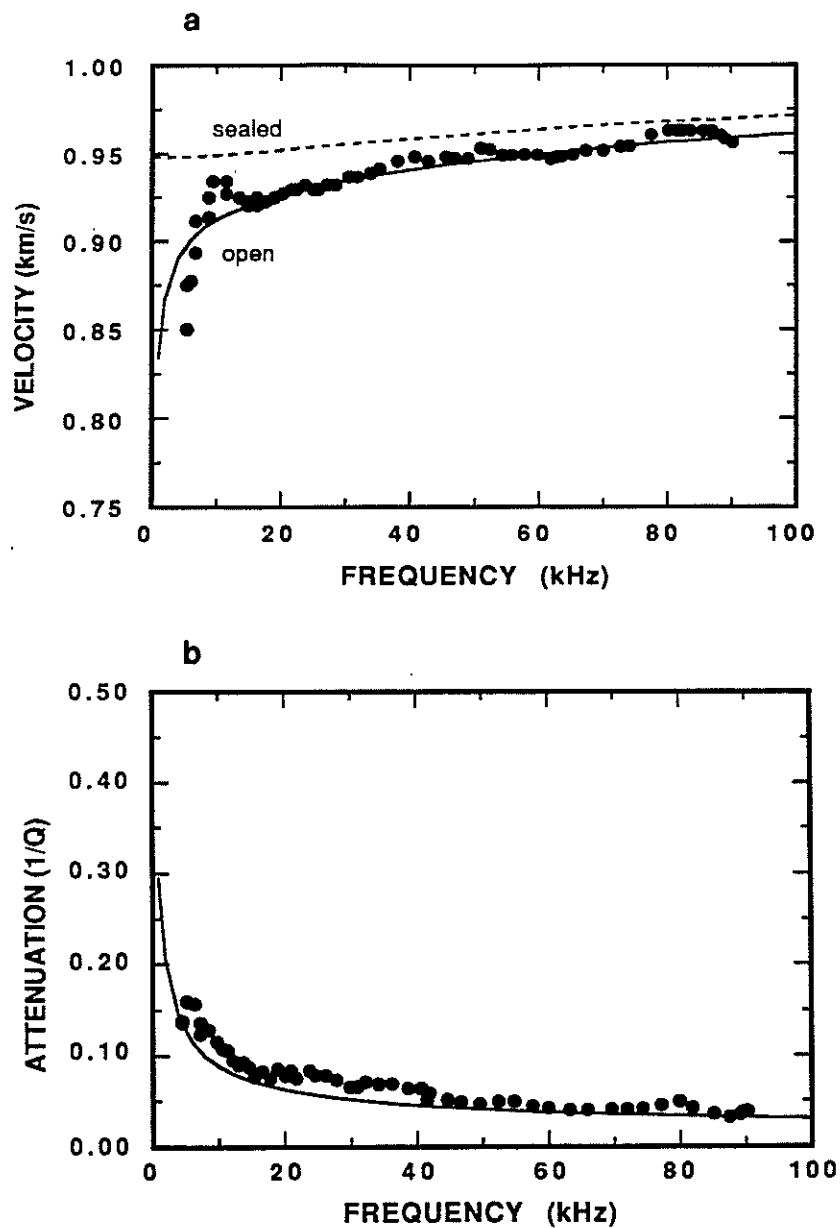 a
1.00
0.95
0.90
0.85
0.80
0.75
VELOCITY (km/s)
sealed
open
0 20 40 60 80 100
FREQUENCY (kHz)
b
0.50
0.40
0.30
0.20
0.10
0.00
ATTENUATION (1/Q)
0 20 40 60 80 100
FREQUENCY (kHz)